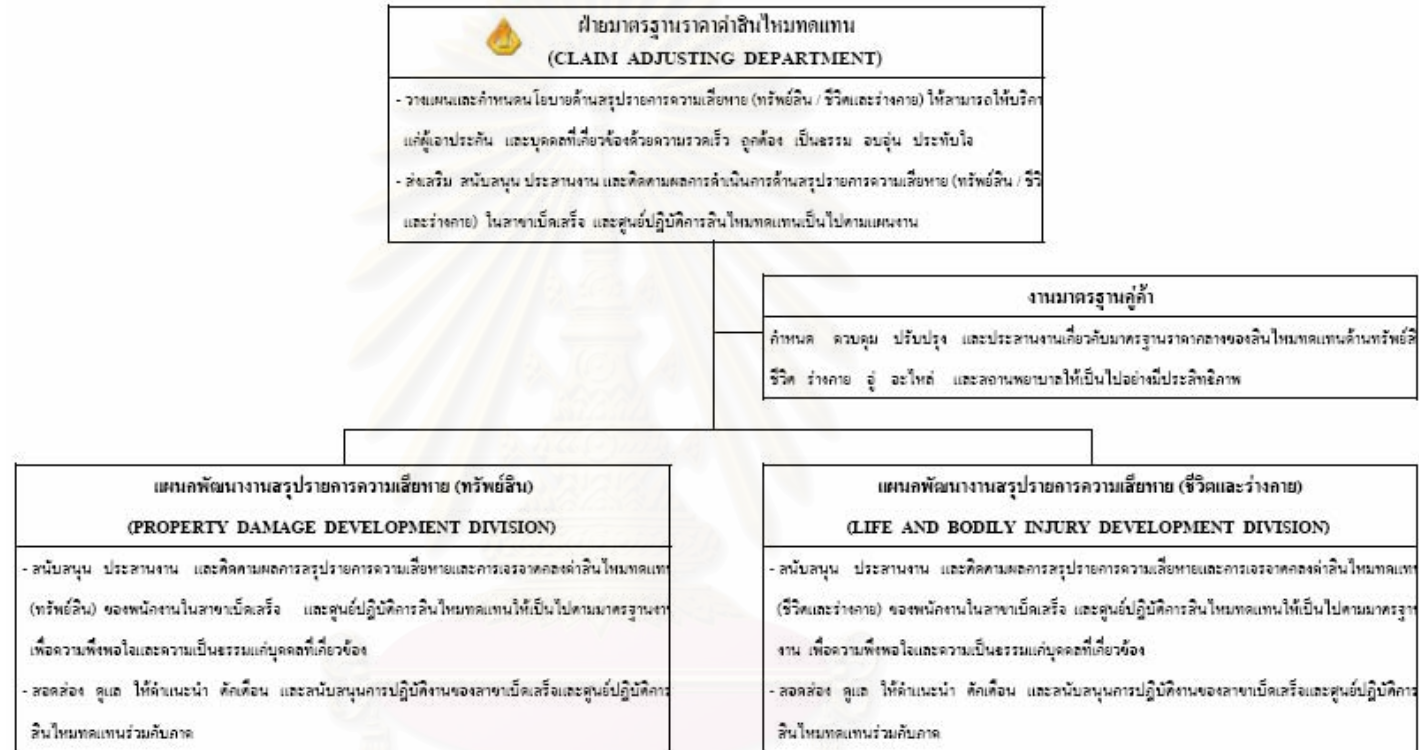 ฝ่ายมาตรฐานราคาค่าสินไหมทดแทน
(CLAIM ADJUSTING DEPARTMENT)
- วางแผนและกำหนดนโยบายด้านสรุปรายการความเสียหาย (ทรัพย์สิน / ชีวิตและร่างกาย) ให้สามารถให้บริกา
แก่ผู้เอาประกัน และบุคคลที่เกี่ยวข้องด้วยความรวดเร็ว ถูกต้อง เป็นธรรม อบอุ่น ประทับใจ
- ส่งเสริม สนับสนุน ประสานงาน และติดตามผลการดำเนินการด้านสรุปรายการความเสียหาย (ทรัพย์สิน / ชีวิ
และร่างกาย) ในสาขาเบ็ดเสร็จ และศูนย์ปฏิบัติการสินไหมทดแทนเป็นไปตามแผนงาน
งานมาตรฐานคู่ค้า
กำหนด ควบคุม ปรับปรุง และประสานงานเกี่ยวกับมาตรฐานราคากลางของสินไหมทดแทนด้านทรัพย์สิ
ชีวิต ร่างกาย อู่ อะไหล่ และสถานพยาบาลให้เป็นไปอย่างมีประสิทธิภาพ
แผนกพัฒนางานสรุปรายการความเสียหาย (ทรัพย์สิน)
(PROPERTY DAMAGE DEVELOPMENT DIVISION)
- สนับสนุน ประสานงาน และติดตามผลการสรุปรายการความเสียหายและการเจรจาตกลงค่าสินไหมทดแท
(ทรัพย์สิน) ของพนักงานในสาขาเบ็ดเสร็จ และศูนย์ปฏิบัติการสินไหมทดแทนให้เป็นไปตามมาตรฐานงา
เพื่อความพึงพอใจและความเป็นธรรมแก่บุคคลที่เกี่ยวข้อง
- สอดส่อง ดูแล ให้คำแนะนำ ตักเตือน และสนับสนุนการปฏิบัติงานของสาขาเบ็ดเสร็จและศูนย์ปฏิบัติการ
สินไหมทดแทนร่วมกับภาค
แผนกพัฒนางานสรุปรายการความเสียหาย (ชีวิตและร่างกาย)
(LIFE AND BODILY INJURY DEVELOPMENT DIVISION)
- สนับสนุน ประสานงาน และติดตามผลการสรุปรายการความเสียหายและการเจรจาตกลงค่าสินไหมทดแท
(ชีวิตและร่างกาย) ของพนักงานในสาขาเบ็ดเสร็จ และศูนย์ปฏิบัติการสินไหมทดแทนให้เป็นไปตามมาตรฐา
งาน เพื่อความพึงพอใจและความเป็นธรรมแก่บุคคลที่เกี่ยวข้อง
- สอดส่อง ดูแล ให้คำแนะนำ ตักเตือน และสนับสนุนการปฏิบัติงานของสาขาเบ็ดเสร็จและศูนย์ปฏิบัติการ
สินไหมทดแทนร่วมกับภาค